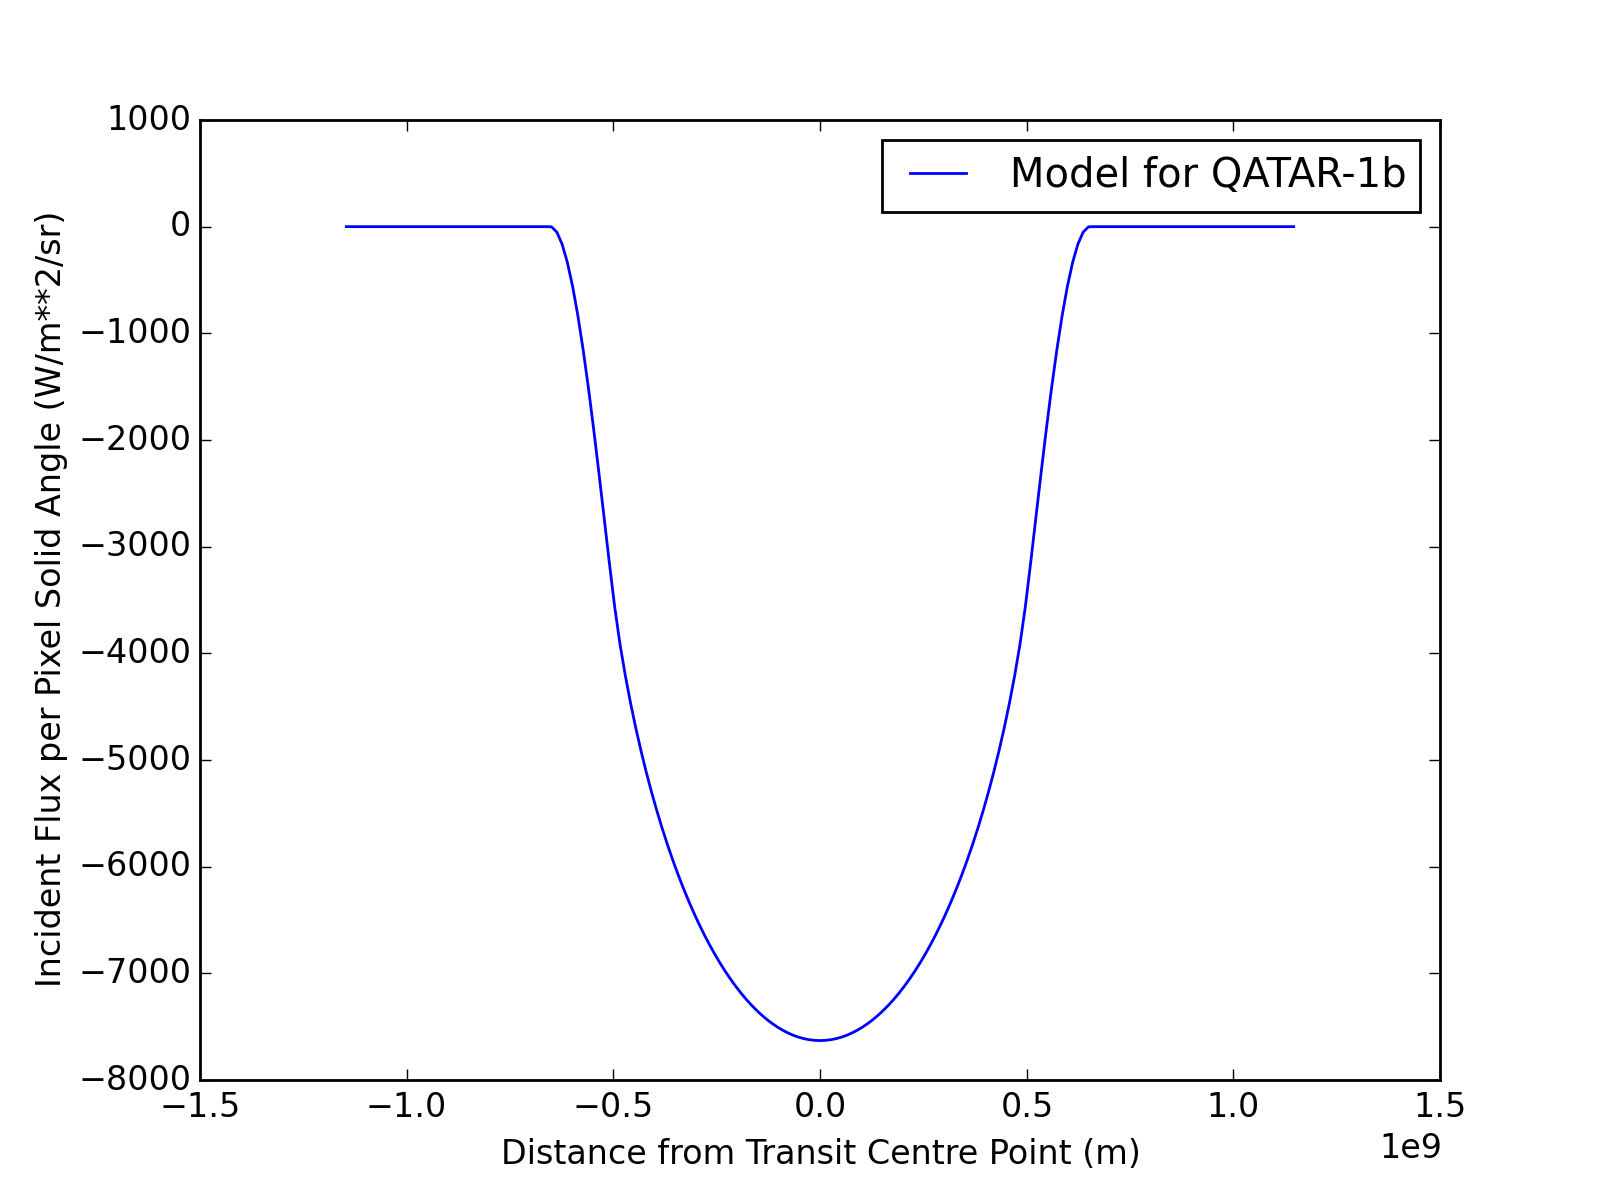 1000
0
−1000
−2000
−3000
−4000
−5000
−6000
−7000
−8000
Incident Flux per Pixel Solid Angle (W/m**2/sr)
Model for QATAR-1b
−1.5 −1.0 −0.5 0.0 0.5 1.0 1.5
Distance from Transit Centre Point (m)
1e9